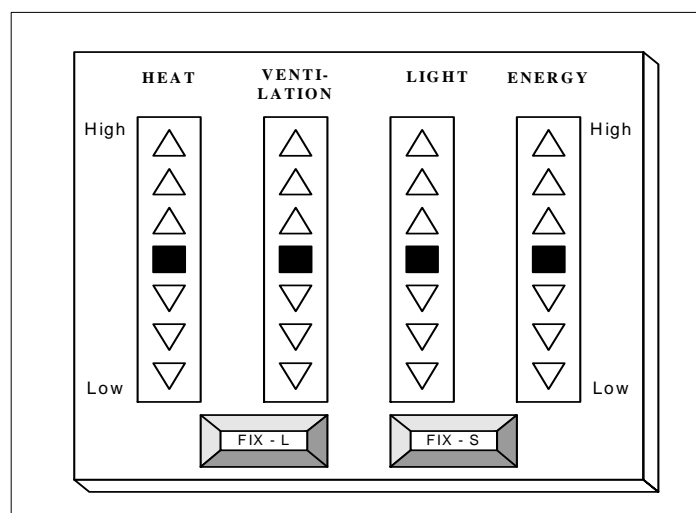 HEAT
VENTI-
LATION
LIGHT
ENERGY
High
High
Low
Low
FIX - L
FIX - S